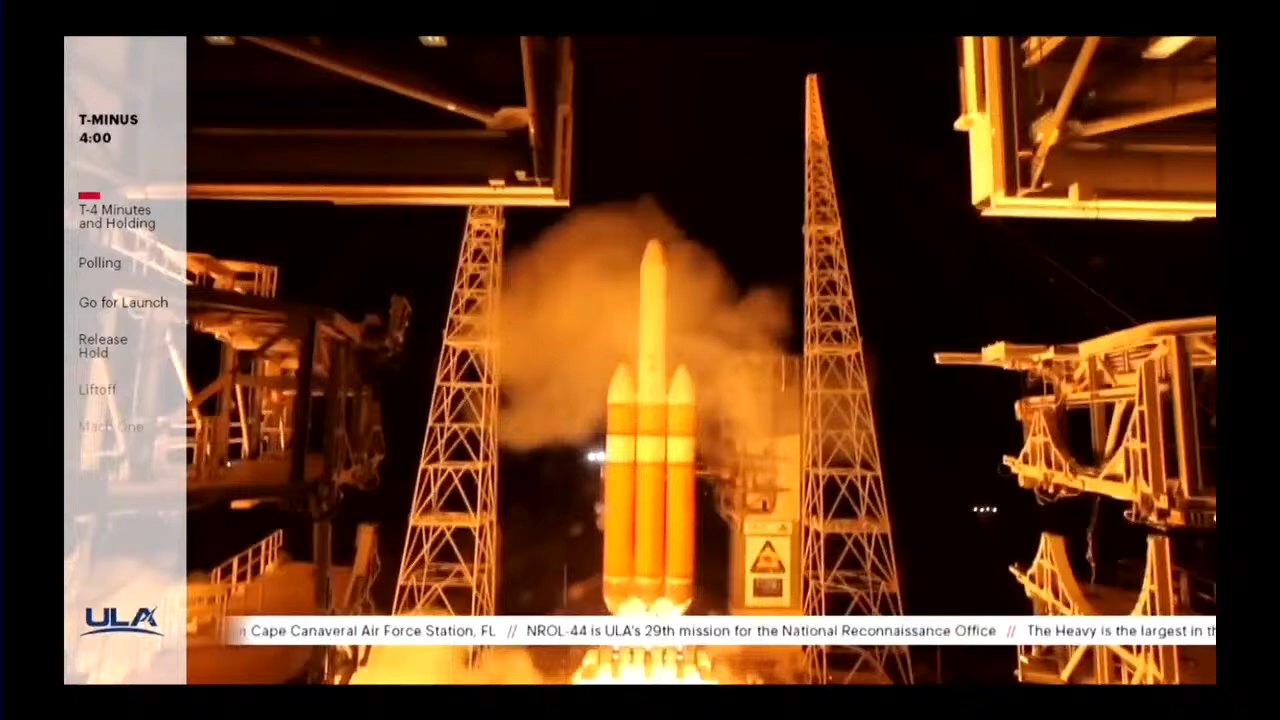 T-MINUS
4:00
T-4 Minutes
and Holding
Polling
Go for Launch
Release
Hold
Liftoff
Mach One
ULA
Cape Canaveral Air Force Station, FL // NROL-44 is ULA's 29th mission for the National Reconnaissance Office // The Heavy is the largest in